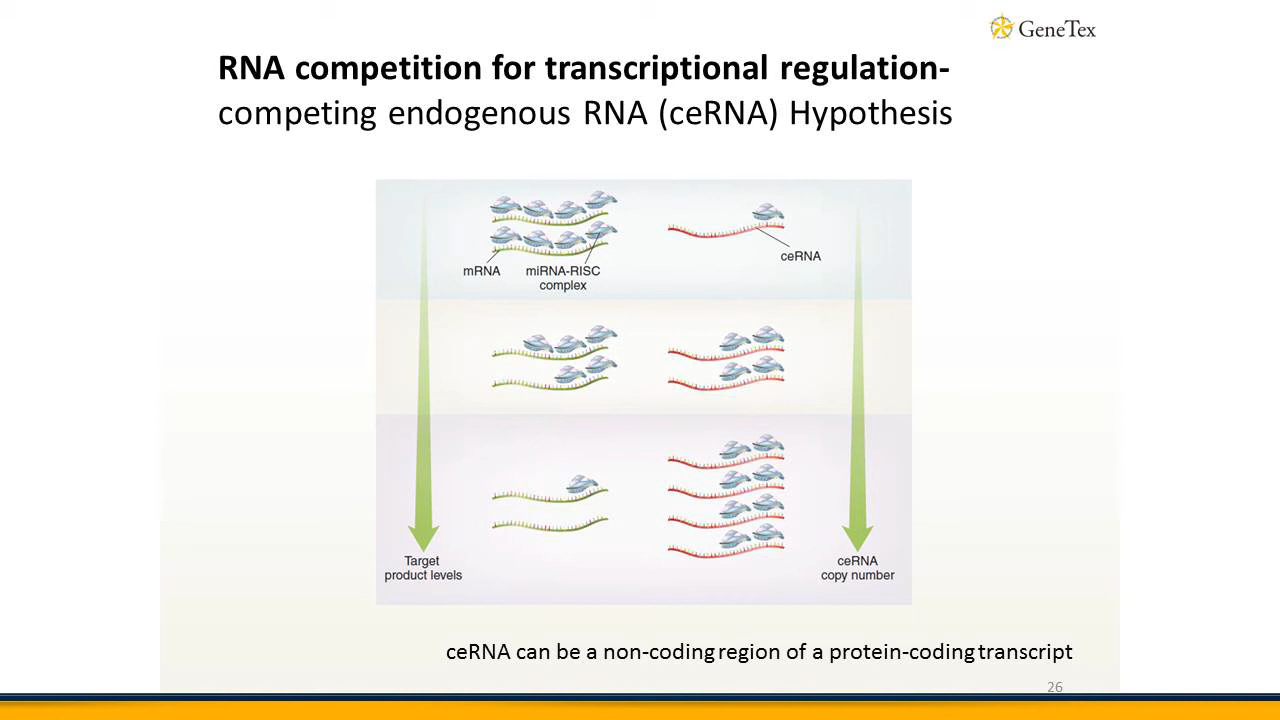 GeneTex
RNA competition for transcriptional regulation-
competing endogenous RNA (ceRNA) Hypothesis
mRNA
miRNA-RISC
complex
ceRNA
Target
product levels
ceRNA
copy number
ceRNA can be a non-coding region of a protein-coding transcript
26